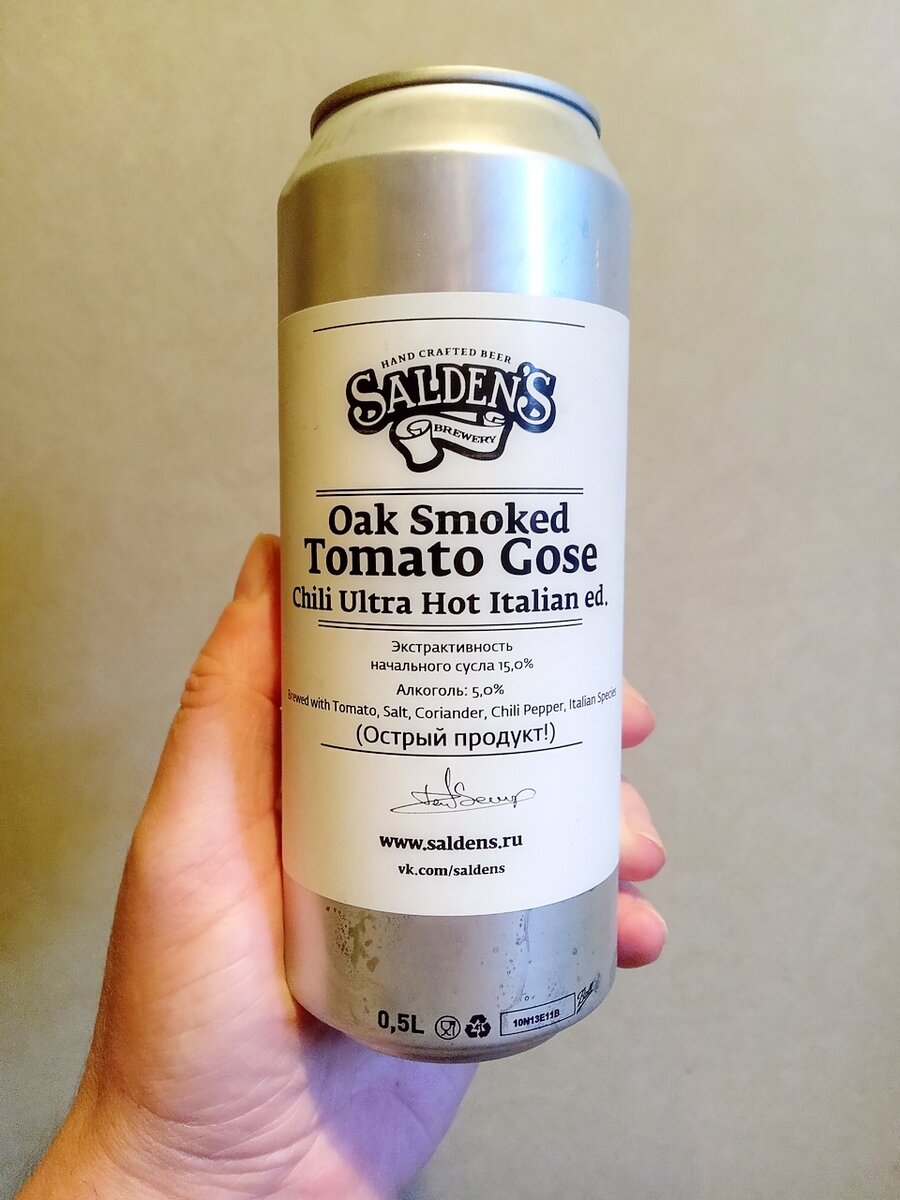 HAND CRAFTED BEER
SALDEN'S
BREWERY
Oak Smoked
Tomato Gose
Chili Ultra Hot Italian ed.
Экстрактивность
начального сусла 15,0%
Алкоголь: 5,0%
Brewed with Tomato, Salt, Coriander, Chili Pepper, Italian Species
(Острый продукт!)
www.saldens.ru
vk.com/saldens
0,5L
41
10N13E11B